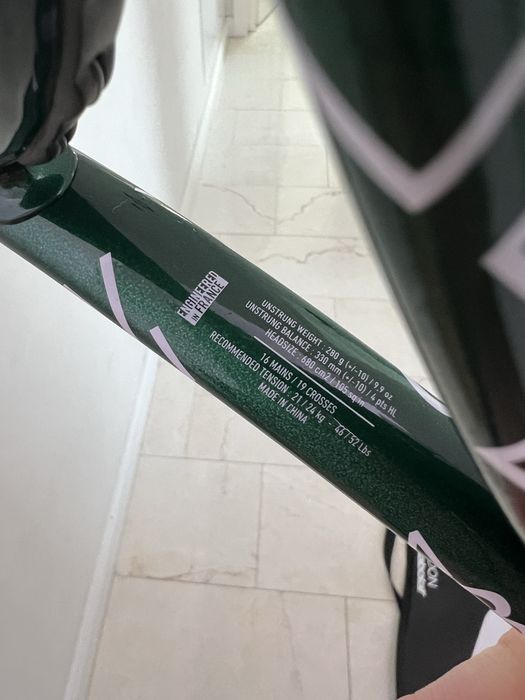 ENGINEERED
IN FRANCE
UNSTRUNG WEIGHT : 280 g (+/-10) / 9.9 oz
UNSTRUNG BALANCE : 330 mm (+/-10) / 4 pts HL
HEADSIZE : 680 cm2 / 105 sq.in
16 MAINS / 19 CROSSES
RECOMMENDED TENSION : 21 / 24 kg - 46 / 52 Lbs
MADE IN CHINA